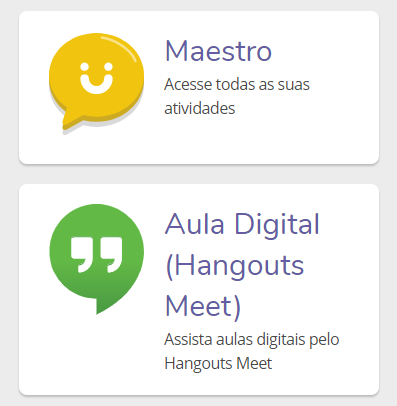 Maestro
Acesse todas as suas
atividades
Aula Digital
(Hangouts
Meet)
Assista aulas digitais pelo
Hangouts Meet